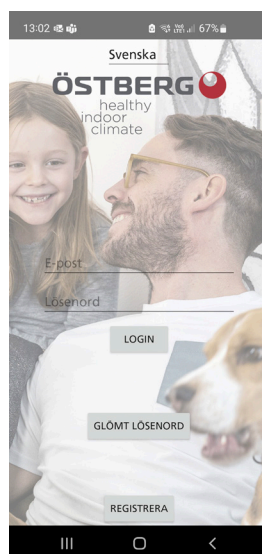 13:02 67%
Svenska
ÖSTBERG
healthy
indoor
climate
E-post
Lösenord
LOGIN
GLÖMT LÖSENORD
REGISTRERA